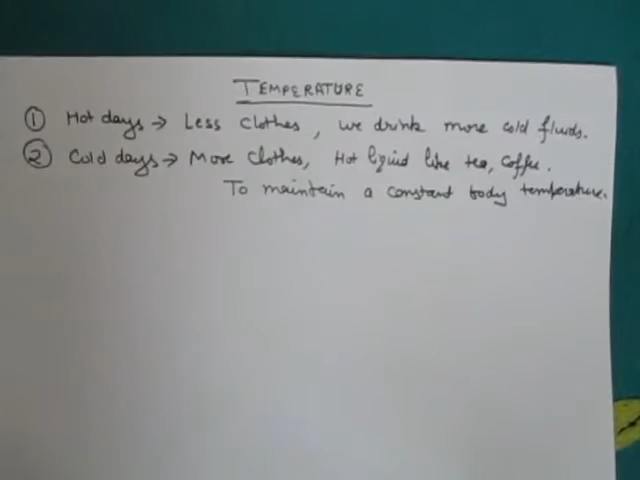 TEMPERATURE
① Hot days → Less clothes, we drink more cold fluids.
② Cold days → More clothes, Hot liquid like tea, coffee.
To maintain a constant body temperature.